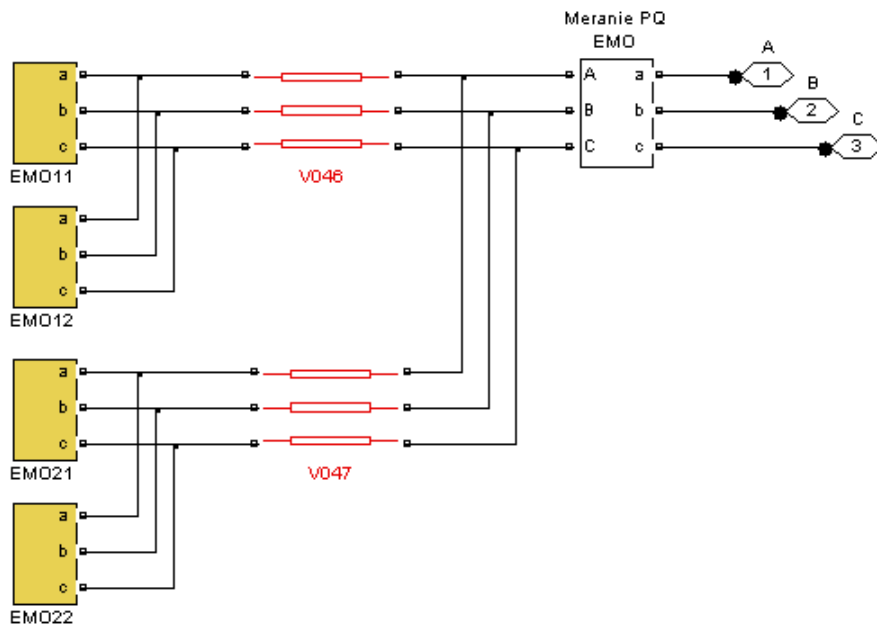 Meranie PQ
EMO
A
a A a 1
B
b B b 2
C
c C c 3
EMO11
V046
a
b
c
EMO12
a
b
c
EMO21
V047
a
b
c
EMO22